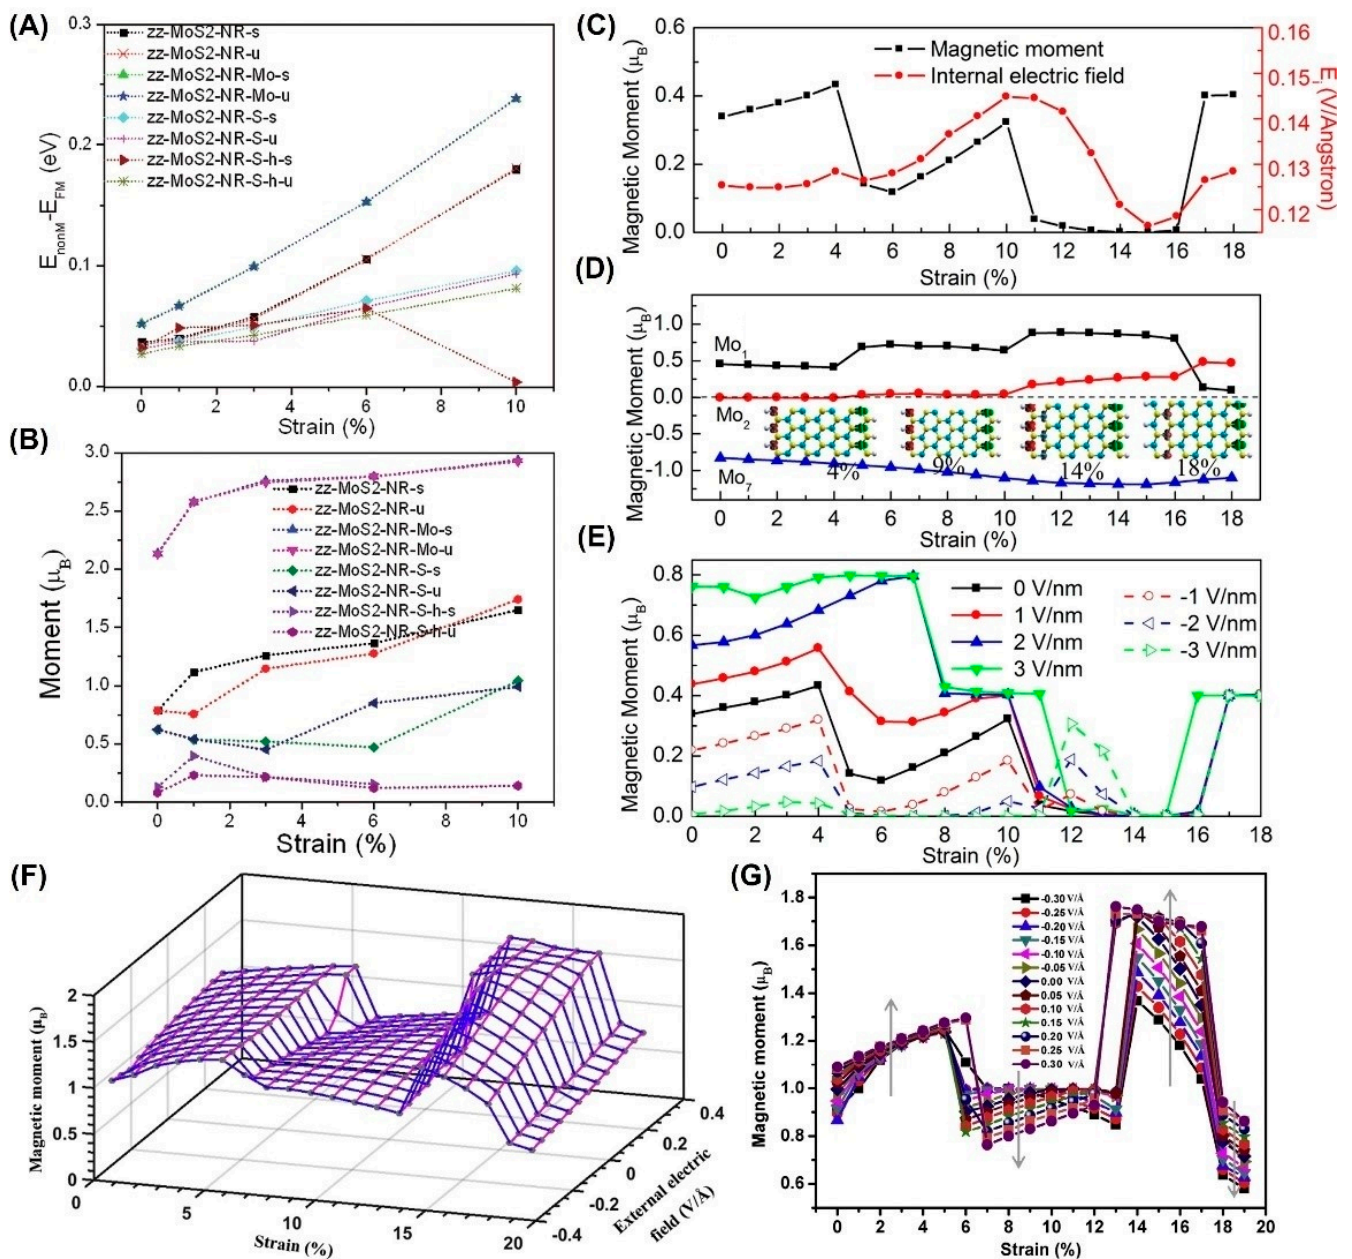 (A)
0.3
0.2
0.1
0.0
E_nonM-E_FM (eV)
zz-MoS2-NR-s
zz-MoS2-NR-u
zz-MoS2-NR-Mo-s
zz-MoS2-NR-Mo-u
zz-MoS2-NR-S-s
zz-MoS2-NR-S-u
zz-MoS2-NR-S-h-s
zz-MoS2-NR-S-h-u
0 2 4 6 8 10
Strain (%)
(B)
3.0
2.5
2.0
1.5
1.0
0.5
0.0
Moment (μB)
zz-MoS2-NR-s
zz-MoS2-NR-u
zz-MoS2-NR-Mo-s
zz-MoS2-NR-Mo-u
zz-MoS2-NR-S-s
zz-MoS2-NR-S-u
zz-MoS2-NR-S-h-s
zz-MoS2-NR-S-h-u
0 2 4 6 8 10
Strain (%)
(C)
0.6
0.4
0.2
0.0
Magnetic Moment (μB)
Magnetic moment
Internal electric field
0.16
0.15
0.14
0.13
0.12
Ei(V/Angstron)
0 2 4 6 8 10 12 14 16 18
Strain (%)
(D)
1.0
0.5
0.0
-0.5
-1.0
Magnetic Moment (μB)
Mo1
Mo2
Mo7
4% 9% 14% 18%
0 2 4 6 8 10 12 14 16 18
Strain (%)
(E)
0.8
0.6
0.4
0.2
0.0
Magnetic Moment (μB)
0 V/nm
1 V/nm
2 V/nm
3 V/nm
-1 V/nm
-2 V/nm
-3 V/nm
0 2 4 6 8 10 12 14 16 18
Strain (%)
(F)
2
1.5
1
0.5
0
Magnetic moment (μB)
0 5 10 15 20
Strain (%)
-0.4 -0.2 0 0.2 0.4
External electric
field (V/Å)
(G)
1.8
1.6
1.4
1.2
1.0
0.8
0.6
Magnetic moment (μB)
-0.30 V/Å
-0.25 V/Å
-0.20 V/Å
-0.15 V/Å
-0.10 V/Å
-0.05 V/Å
0.00 V/Å
0.05 V/Å
0.10 V/Å
0.15 V/Å
0.20 V/Å
0.25 V/Å
0.30 V/Å
0 2 4 6 8 10 12 14 16 18 20
Strain (%)